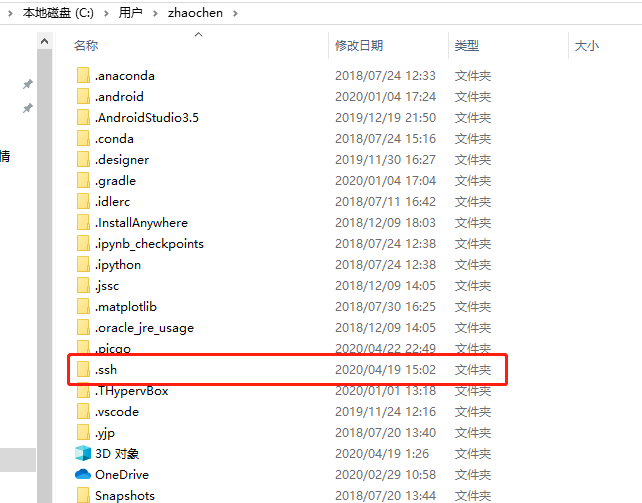 本地磁盘 (C:) > 用户 > zhaochen >
名称 修改日期 类型 大小
.anaconda 2018/07/24 12:33 文件夹
.android 2020/01/04 17:24 文件夹
.AndroidStudio3.5 2019/12/19 21:50 文件夹
.conda 2018/07/24 15:16 文件夹
情
.designer 2019/11/30 16:27 文件夹
.gradle 2020/01/04 17:04 文件夹
.idlerc 2018/07/11 16:42 文件夹
.InstallAnywhere 2018/12/09 18:03 文件夹
.ipynb_checkpoints 2018/07/24 12:38 文件夹
.ipython 2018/07/24 12:38 文件夹
.jssc 2018/12/09 14:05 文件夹
.matplotlib 2018/07/30 16:25 文件夹
.oracle_jre_usage 2018/12/09 14:05 文件夹
.picgo 2020/04/22 22:49 文件夹
.ssh 2020/04/19 15:02 文件夹
.THypervBox 2020/01/01 13:18 文件夹
.vscode 2019/11/24 12:16 文件夹
.yjp 2018/07/20 13:40 文件夹
3D 对象 2020/04/19 1:26 文件夹
OneDrive 2020/02/29 10:58 文件夹
Snapshots 2018/07/20 13:44 文件夹